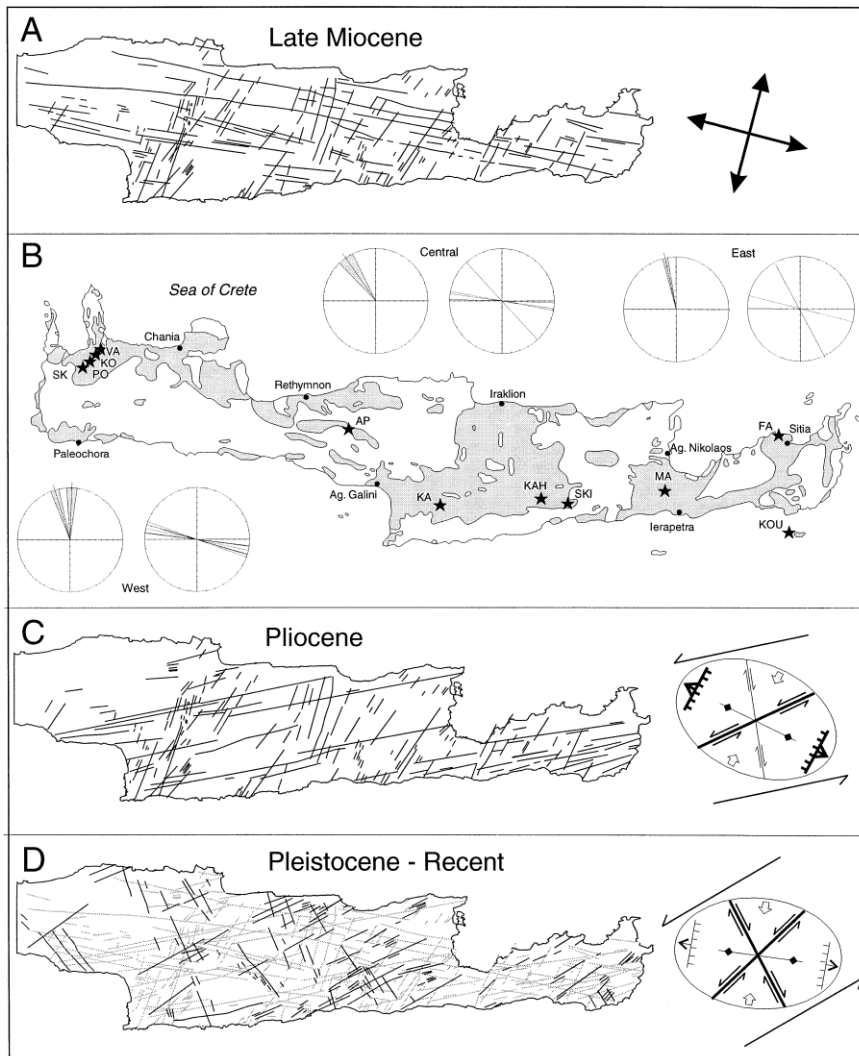 A
Late Miocene
B
Central
East
Sea of Crete
Chania
VA
KO
SK
PO
Rethymnon
Iraklion
AP
FA
Sitia
Paleochora
Ag. Nikolaos
Ag. Galini
KA
KAH
SKI
MA
Ierapetra
KOU
West
C
Pliocene
D
Pleistocene - Recent